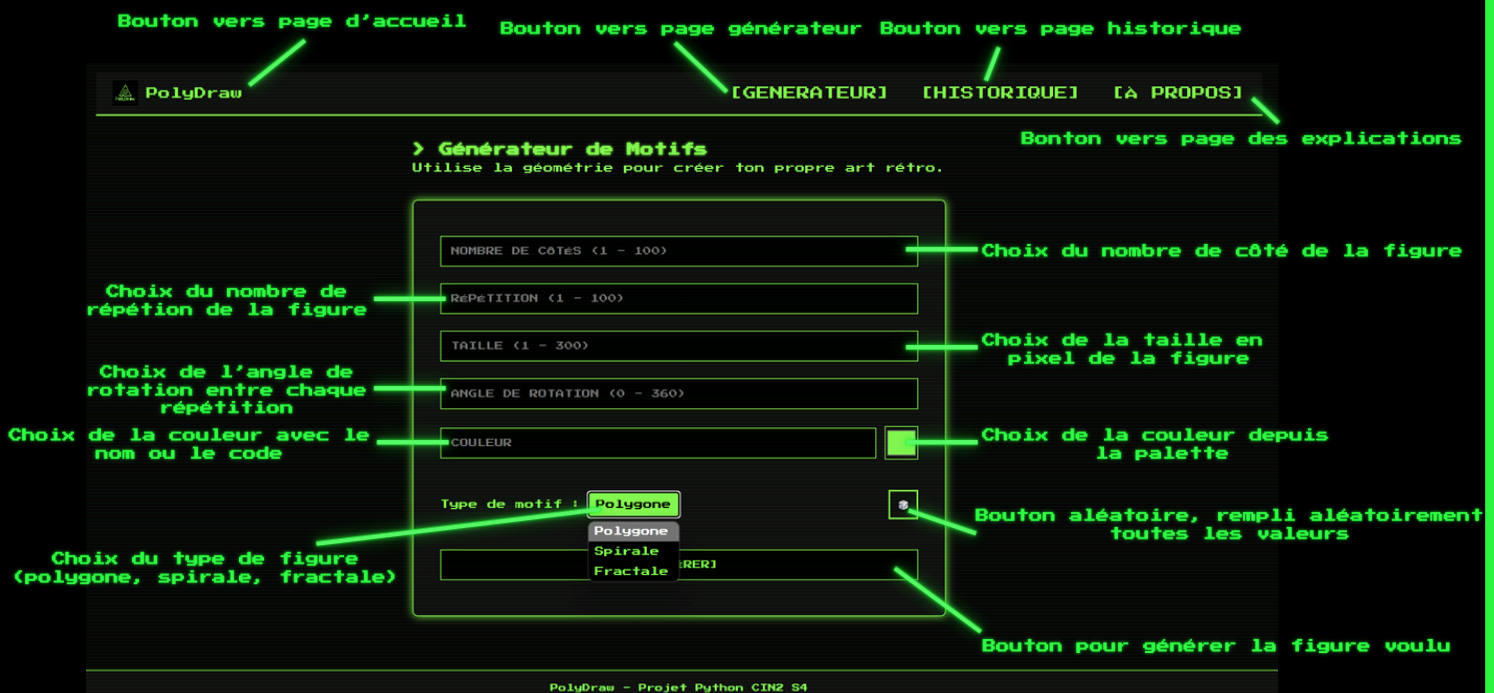 Bouton vers page d'accueil
Bouton vers page générateur
Bouton vers page historique
PolyDraw
[GENERATEUR]
[HISTORIQUE]
[À PROPOS]
Bonton vers page des explications
> Générateur de Motifs
Utilise la géométrie pour créer ton propre art rétro.
NOMBRE DE CÔTÉS (1 - 100)
Choix du nombre de côté de la figure
Choix du nombre de
répétion de la figure
RÉPÉTITION (1 - 100)
TAILLE (1 - 300)
Choix de la taille en
pixel de la figure
Choix de l'angle de
rotation entre chaque
répétition
ANGLE DE ROTATION (0 - 360)
Choix de la couleur avec le
nom ou le code
COULEUR
Choix de la couleur depuis
la palette
Type de motif :
Polygone
Polygone
Spirale
Fractale
Bouton aléatoire, rempli aléatoirement
toutes les valeurs
Choix du type de figure
(polygone, spirale, fractale)
ÉRER]
Bouton pour générer la figure voulu
PolyDraw - Projet Python CIN2 S4